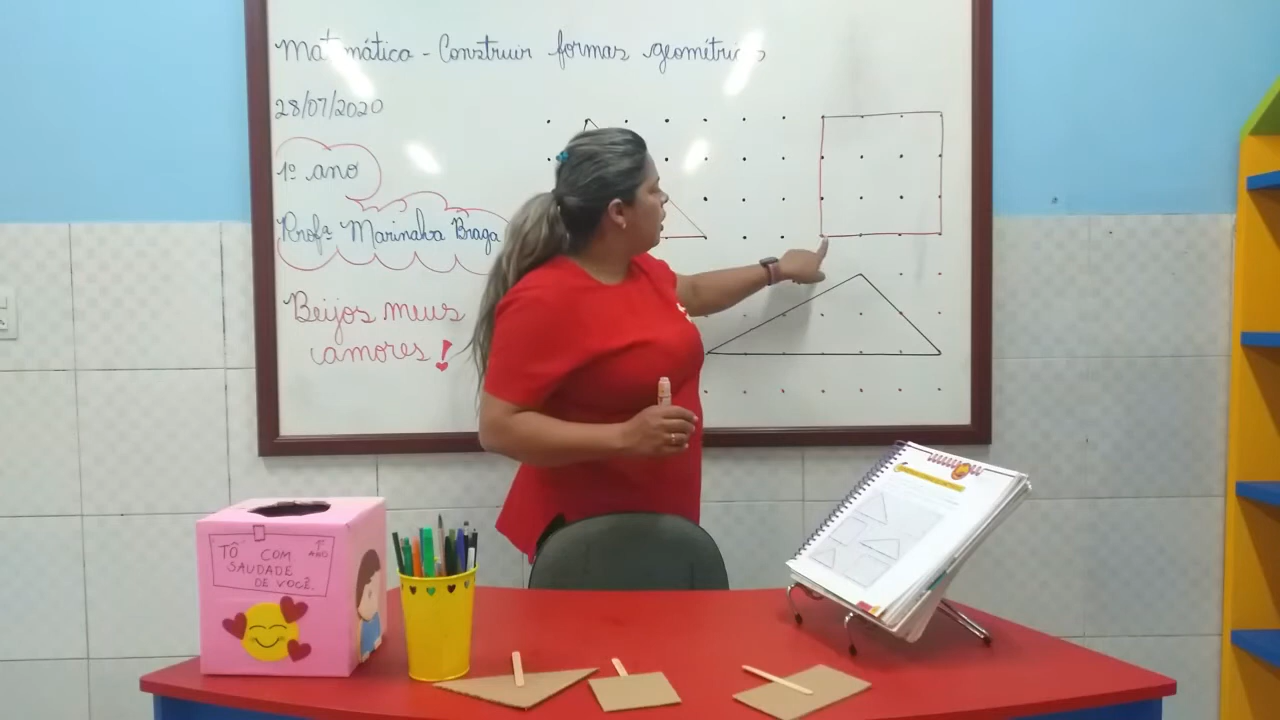 Matemática - Construir formas geométricas
28/07/2020
1º ano
Profª Marinalva Braga
Beijos meus
amores!
TÔ COM
SAUDADE
DE VOCÊ.
1º
ANO